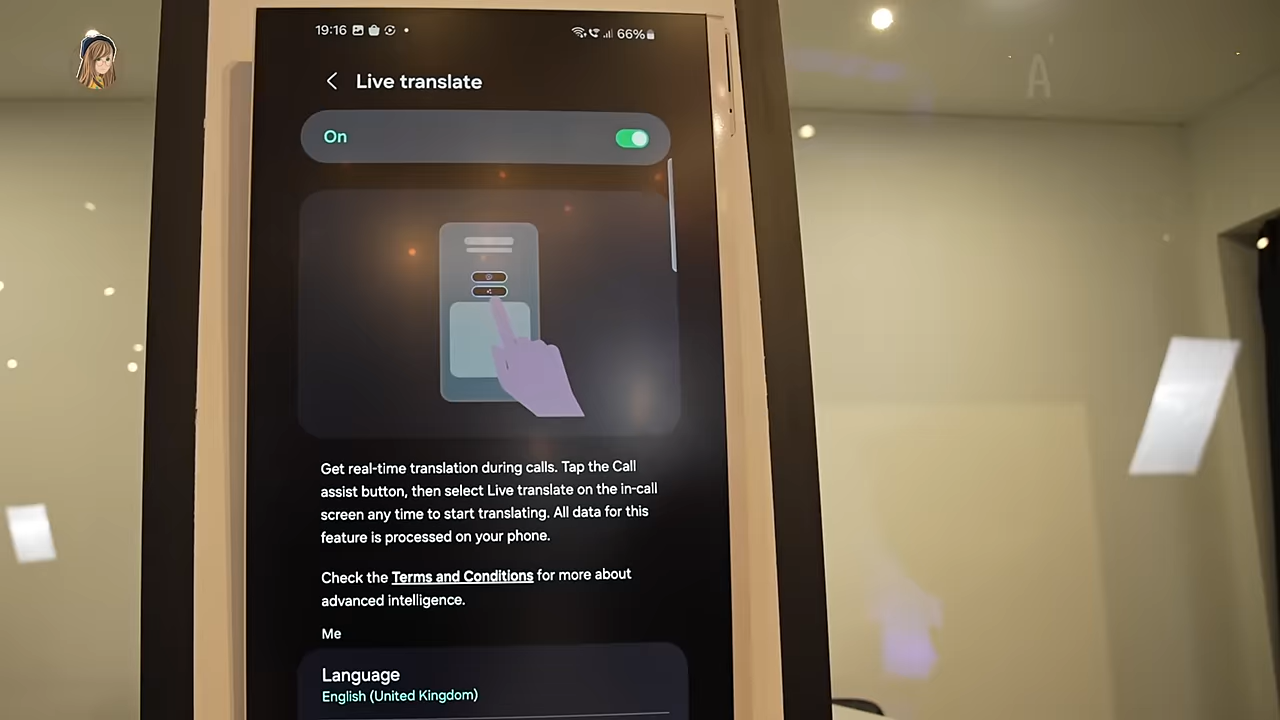 19:16
66%
Live translate
On
Get real-time translation during calls. Tap the Call
assist button, then select Live translate on the in-call
screen any time to start translating. All data for this
feature is processed on your phone.
Check the Terms and Conditions for more about
advanced intelligence.
Me
Language
English (United Kingdom)
A